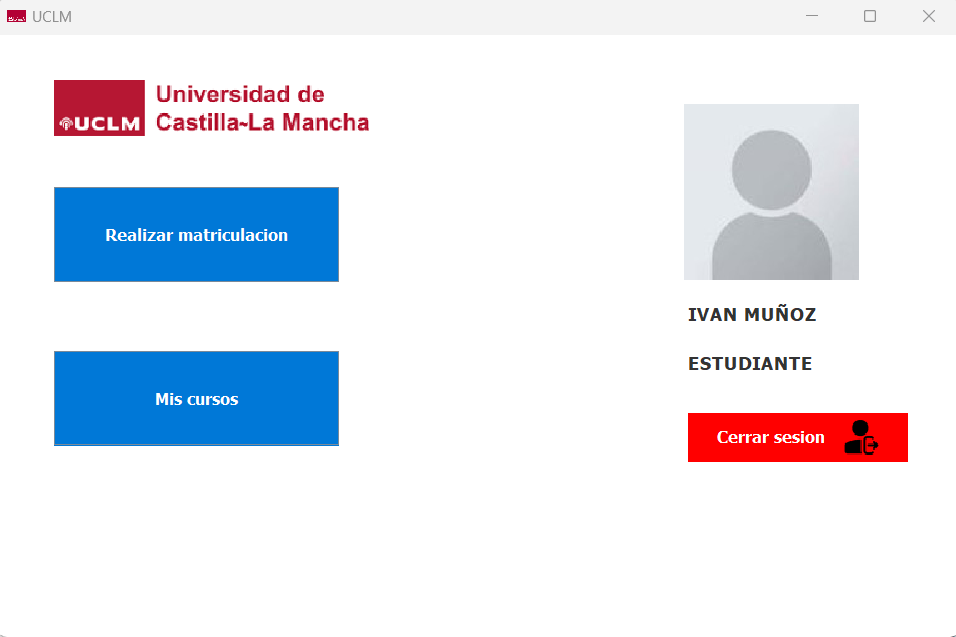 UCLM
UCLM
Universidad de
Castilla~La Mancha
Realizar matriculacion
Mis cursos
IVAN MUÑOZ
ESTUDIANTE
Cerrar sesion